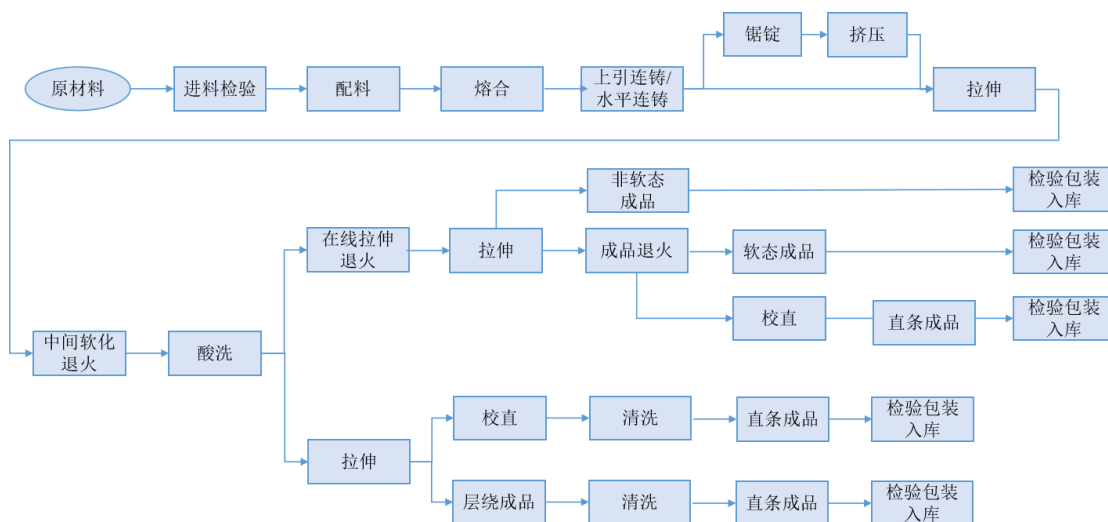 锯锭
挤压
原材料
进料检验
配料
熔合
上引连铸/
水平连铸
拉伸
非软态
成品
检验包装
入库
在线拉伸
退火
拉伸
成品退火
软态成品
检验包装
入库
校直
直条成品
检验包装
入库
中间软化
退火
酸洗
校直
清洗
直条成品
检验包装
入库
拉伸
层绕成品
清洗
直条成品
检验包装
入库